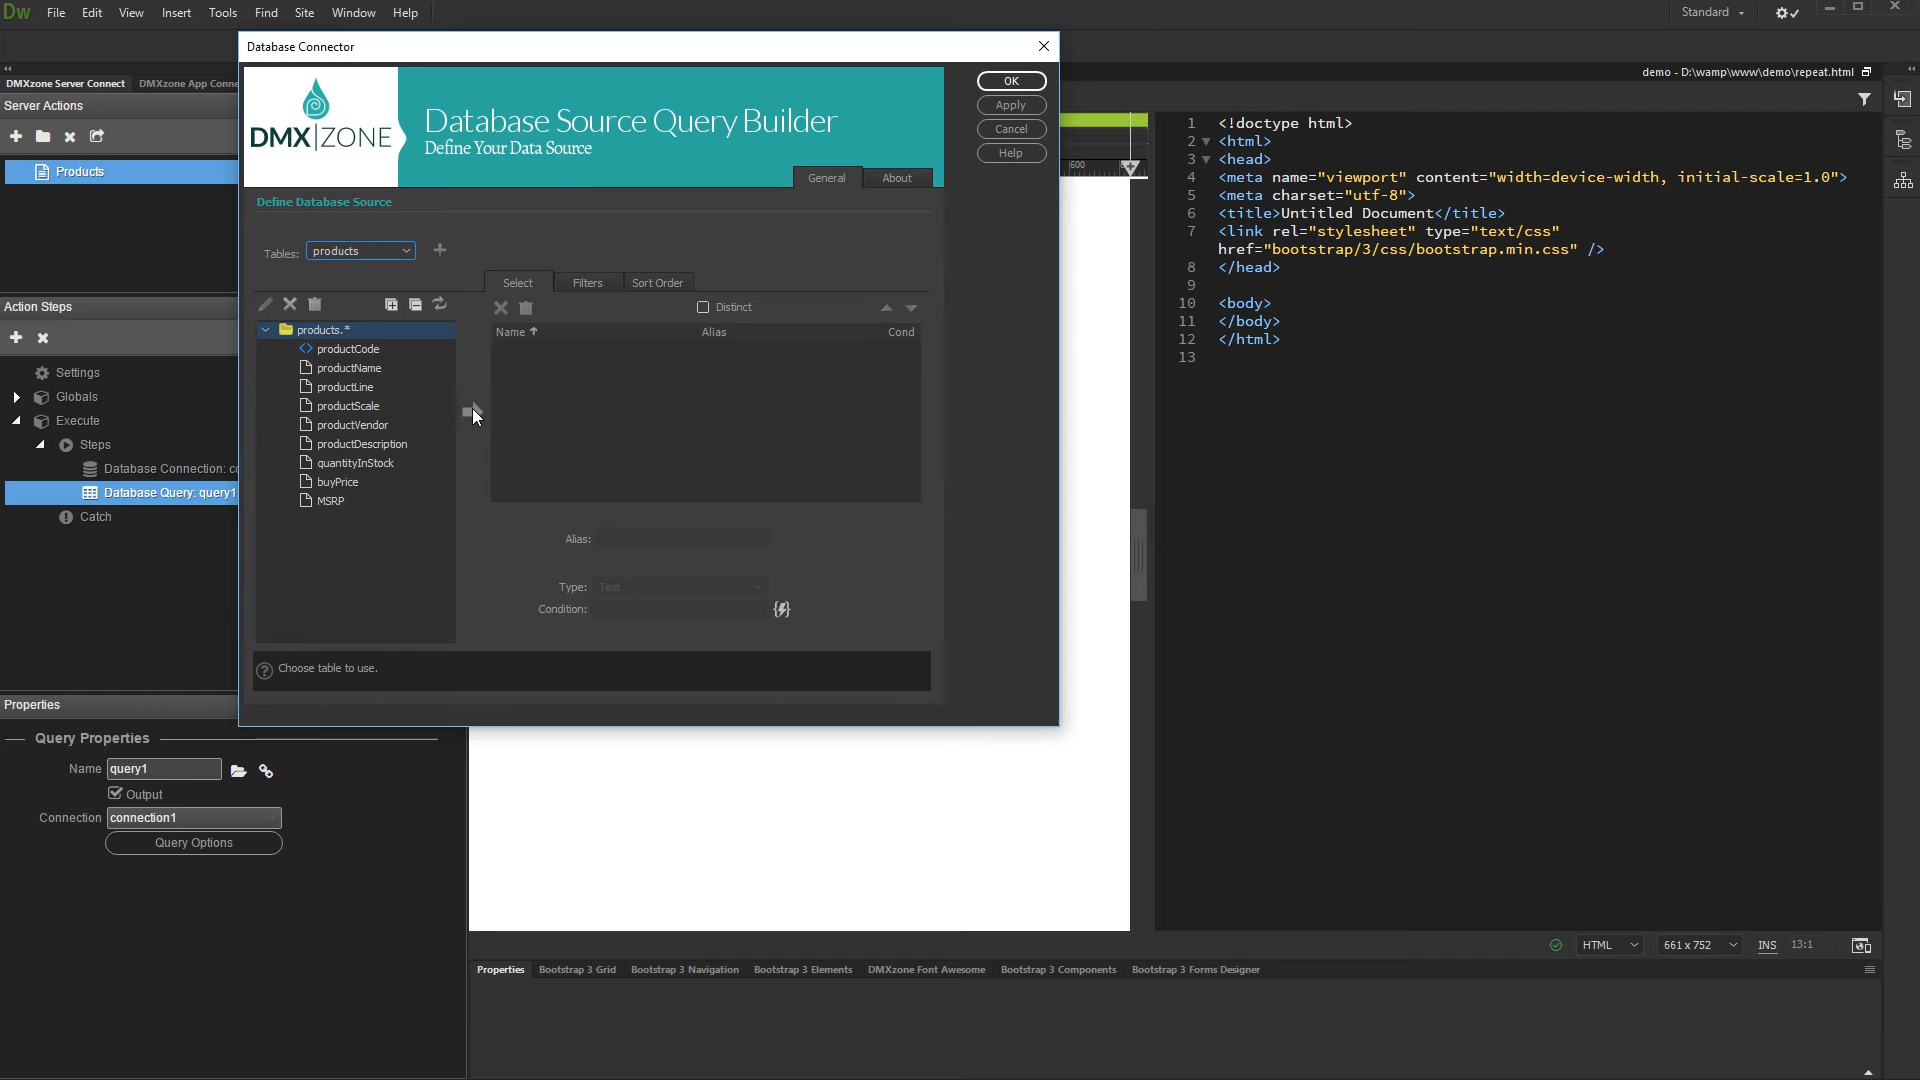 Dw File Edit View Insert Tools Find Site Window Help
Standard
Database Connector
DMXzone Server Connect DMXzone App Conne
demo - D:\wamp\www\demo\repeat.html
Server Actions
OK
Apply
Cancel
Help
DMX|ZONE
Database Source Query Builder
Define Your Data Source
General About
600
Products
Define Database Source
Tables: products
Select Filters Sort Order
Distinct
Name Alias Cond
products.*
productCode
productName
productLine
productScale
productVendor
productDescription
quantityInStock
buyPrice
MSRP
Alias:
Type: Text
Condition:
Choose table to use.
Action Steps
Settings
Globals
Execute
Steps
Database Connection: co
Database Query: query1
Catch
Properties
Query Properties
Name query1
Output
Connection connection1
Query Options
1 <!doctype html>
2 <html>
3 <head>
4 <meta name="viewport" content="width=device-width, initial-scale=1.0">
5 <meta charset="utf-8">
6 <title>Untitled Document</title>
7 <link rel="stylesheet" type="text/css"
href="bootstrap/3/css/bootstrap.min.css" />
8 </head>
9
10 <body>
11 </body>
12 </html>
13
HTML 661 x 752 INS 13:1
Properties Bootstrap 3 Grid Bootstrap 3 Navigation Bootstrap 3 Elements DMXzone Font Awesome Bootstrap 3 Components Bootstrap 3 Forms Designer